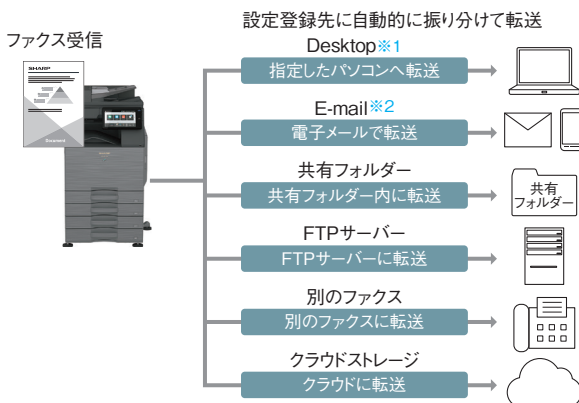 設定登録先に自動的に振り分けて転送
ファクス受信
SHARP
Document
Desktop※1
指定したパソコンへ転送
E-mail※2
電子メールで転送
共有フォルダー
共有フォルダー内に転送
共有
フォルダー
FTPサーバー
FTPサーバーに転送
別のファクス
別のファクスに転送
クラウドストレージ
クラウドに転送